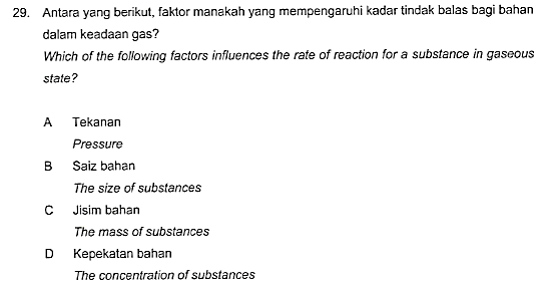 29. Antara yang berikut, faktor manakah yang mempengaruhi kadar tindak balas bagi bahan
dalam keadaan gas?
Which of the following factors influences the rate of reaction for a substance in gaseous
state?
A Tekanan
Pressure
B Saiz bahan
The size of substances
C Jisim bahan
The mass of substances
D Kepekatan bahan
The concentration of substances